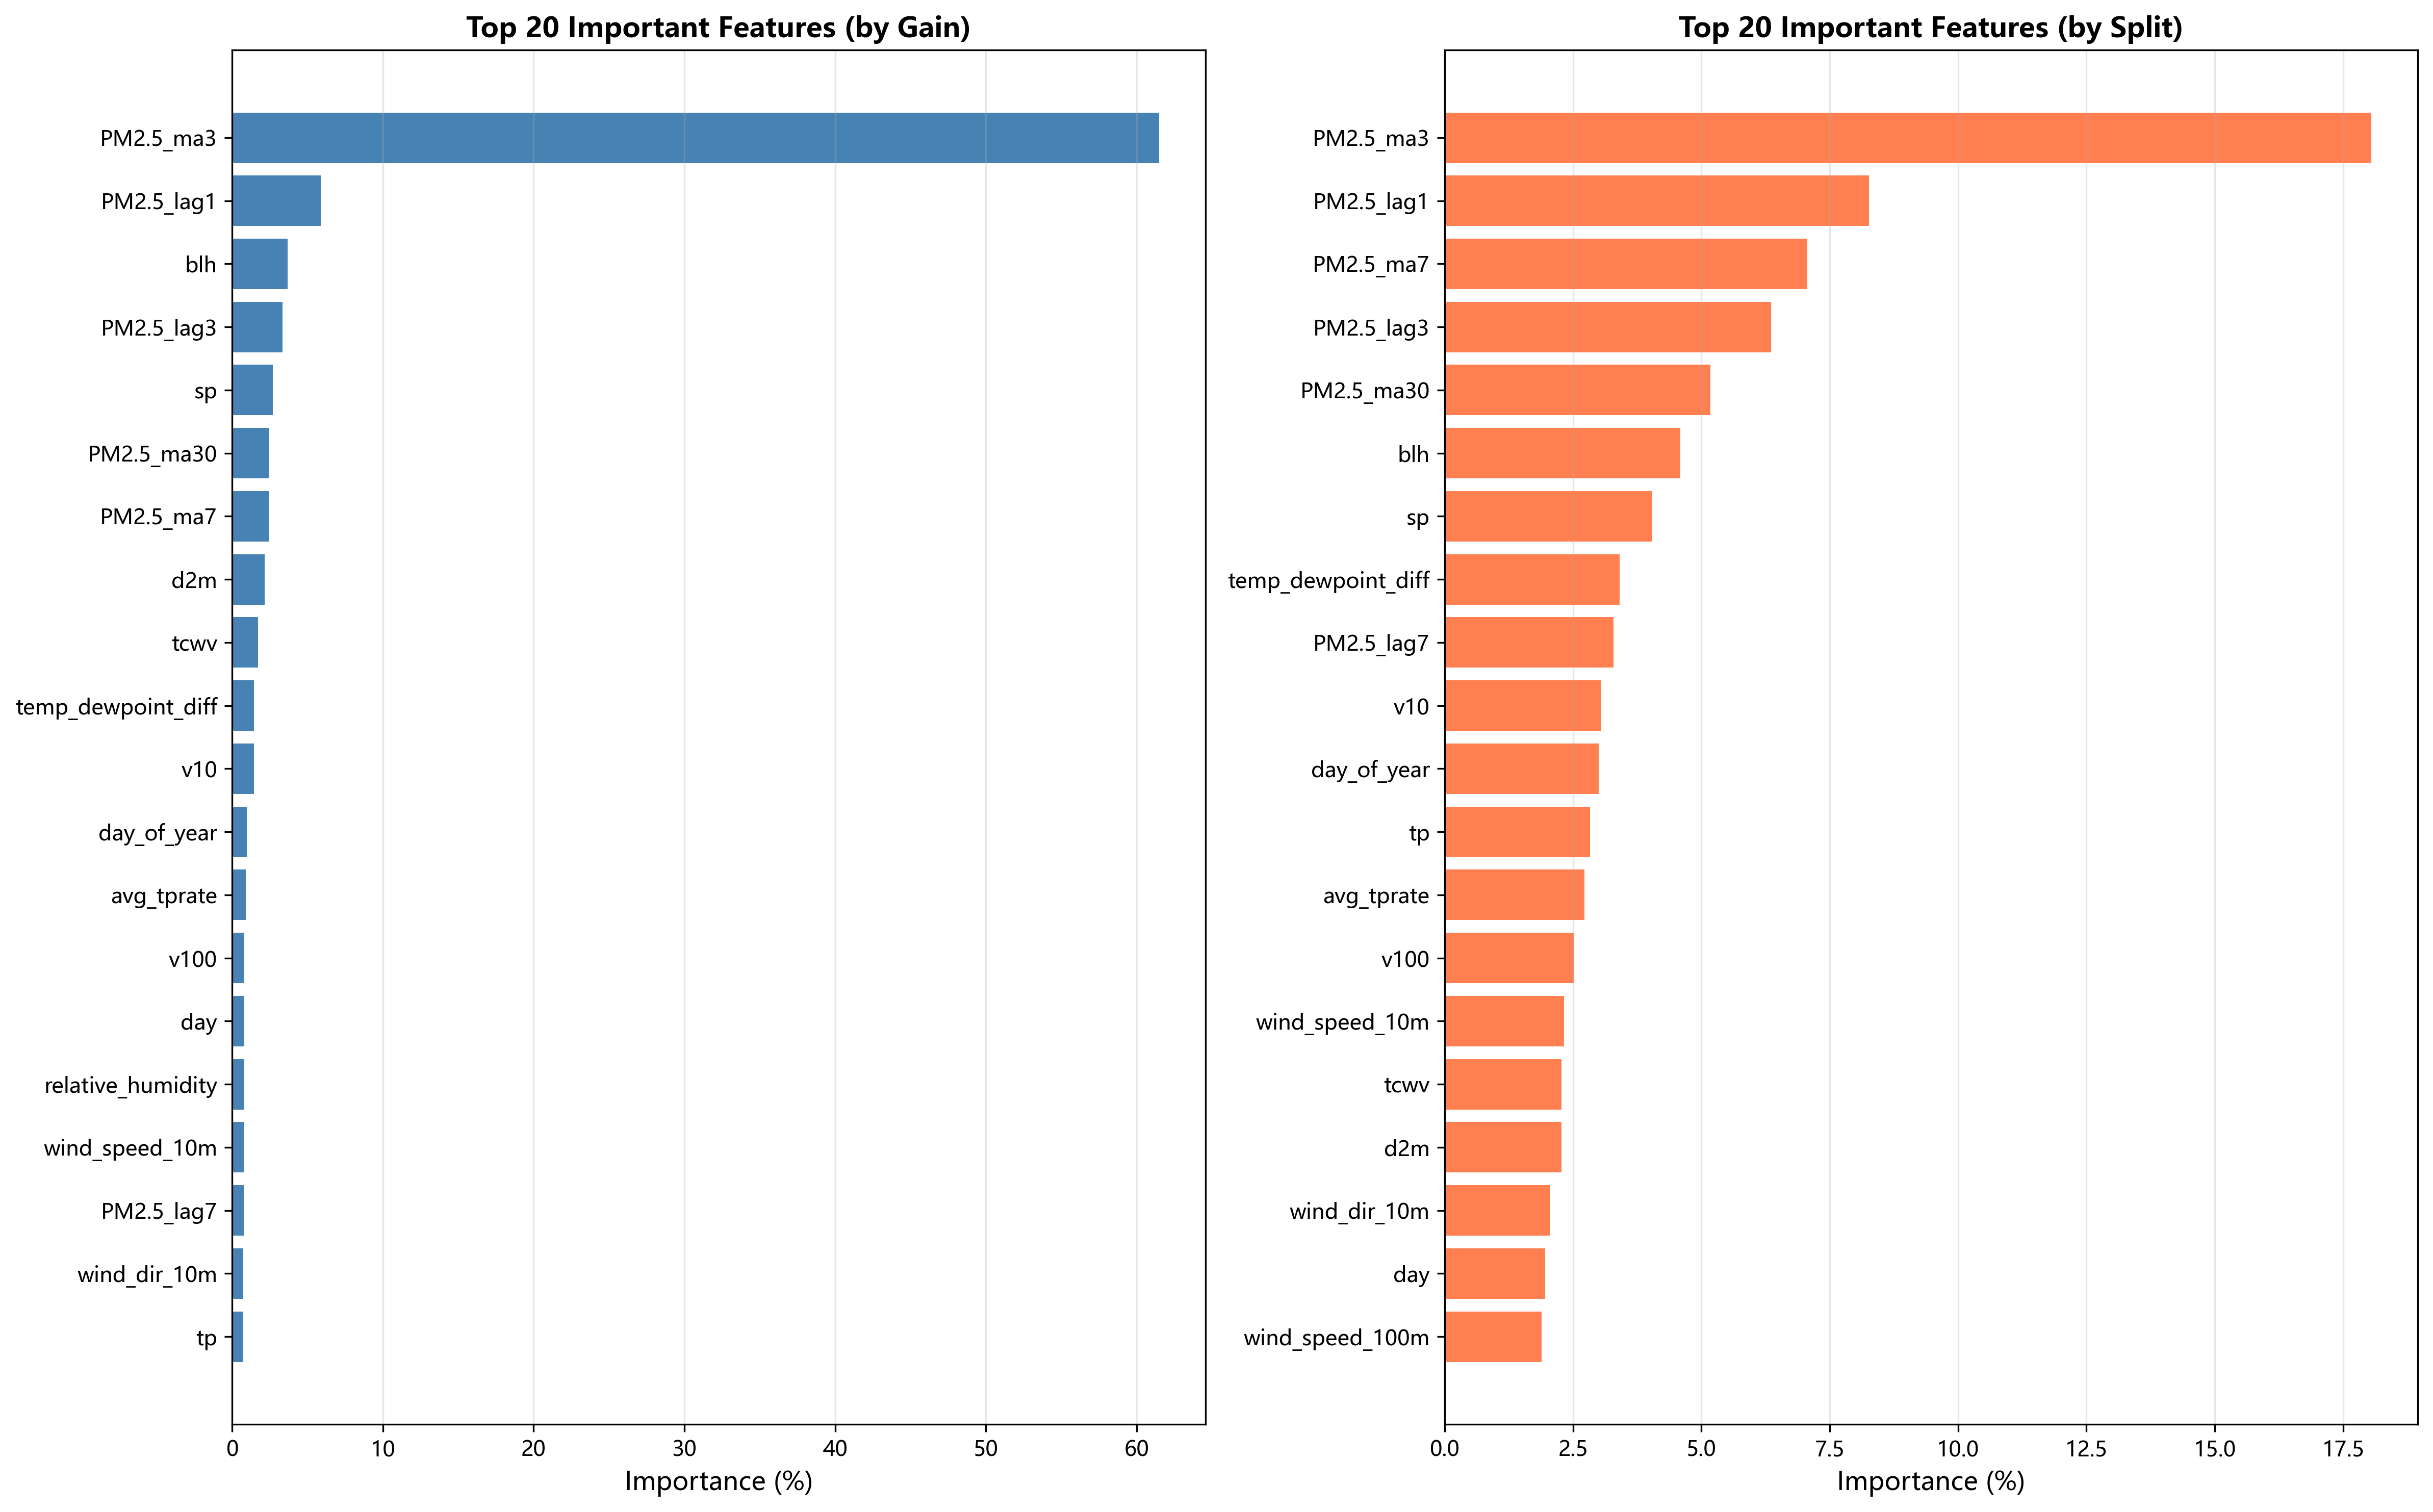 Top 20 Important Features (by Gain)
PM2.5_ma3
PM2.5_lag1
blh
PM2.5_lag3
sp
PM2.5_ma30
PM2.5_ma7
d2m
tcwv
temp_dewpoint_diff
v10
day_of_year
avg_tprate
v100
day
relative_humidity
wind_speed_10m
PM2.5_lag7
wind_dir_10m
tp
0 10 20 30 40 50 60
Importance (%)
Top 20 Important Features (by Split)
PM2.5_ma3
PM2.5_lag1
PM2.5_ma7
PM2.5_lag3
PM2.5_ma30
blh
sp
temp_dewpoint_diff
PM2.5_lag7
v10
day_of_year
tp
avg_tprate
v100
wind_speed_10m
tcwv
d2m
wind_dir_10m
day
wind_speed_100m
0.0 2.5 5.0 7.5 10.0 12.5 15.0 17.5
Importance (%)